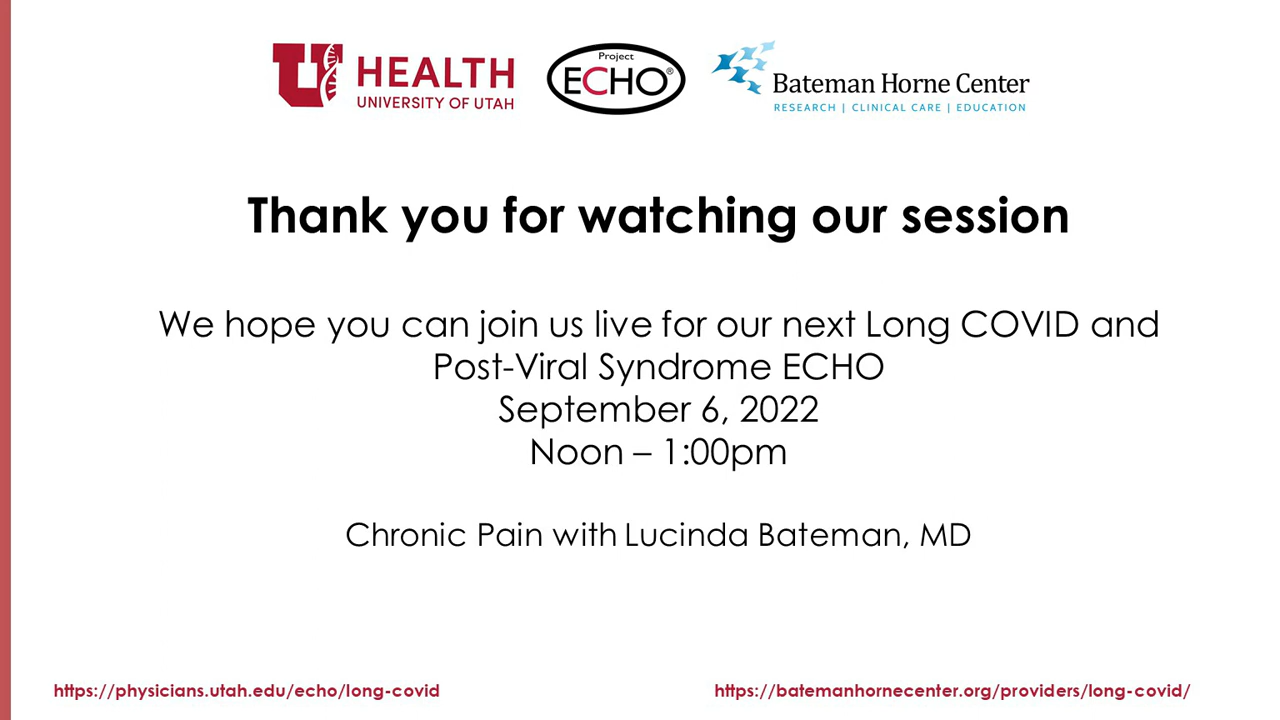 U HEALTH
UNIVERSITY OF UTAH
Project
ECHO®
Bateman Horne Center
RESEARCH | CLINICAL CARE | EDUCATION
Thank you for watching our session
We hope you can join us live for our next Long COVID and
Post-Viral Syndrome ECHO
September 6, 2022
Noon – 1:00pm
Chronic Pain with Lucinda Bateman, MD
https://physicians.utah.edu/echo/long-covid
https://batemanhornecenter.org/providers/long-covid/